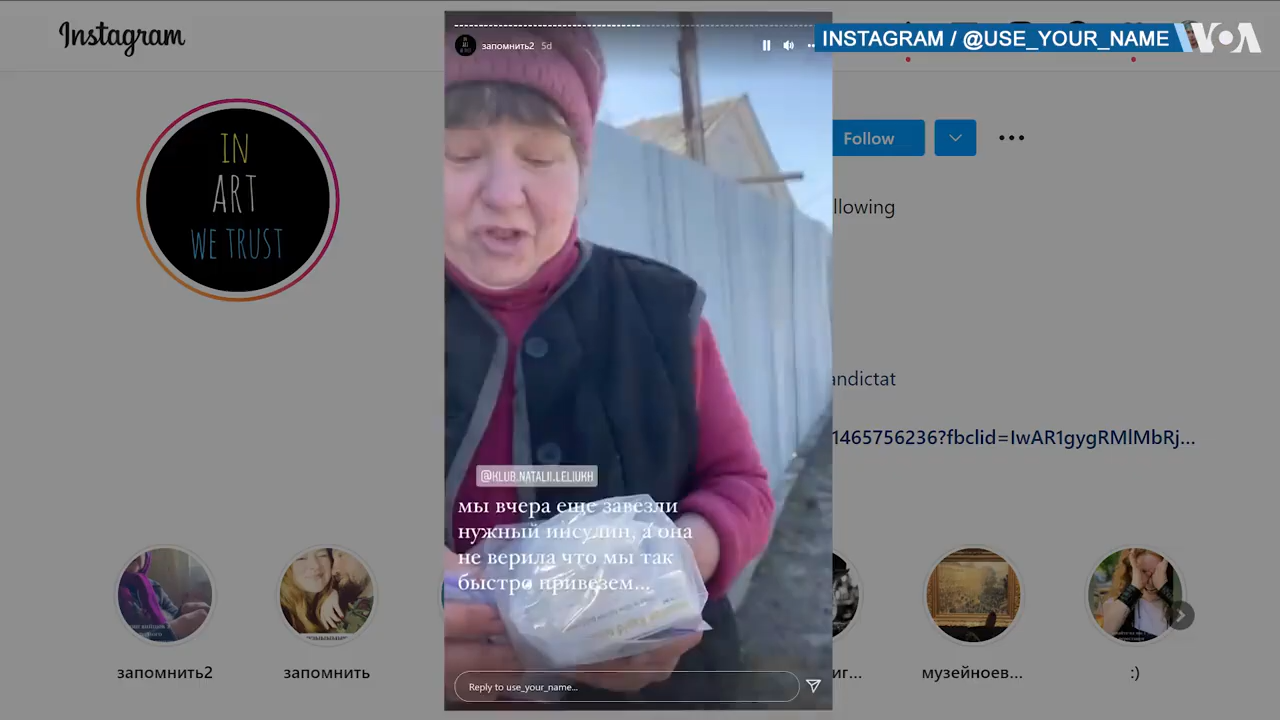 Instagram
INSTAGRAM / @USE_YOUR_NAME
VOA
запомнить2 5d
IN
ART
WE TRUST
Follow
llowing
andictat
1465756236?fbclid=IwAR1gygRMlMbRj...
@KLUB.NATALII.LELIUKH
мы вчера еще завезли
нужный инсулин, а она
не верила что мы так
быстро привезем...
запомнить2
запомнить
иг...
музейноев...
:)
Reply to use_your_name...